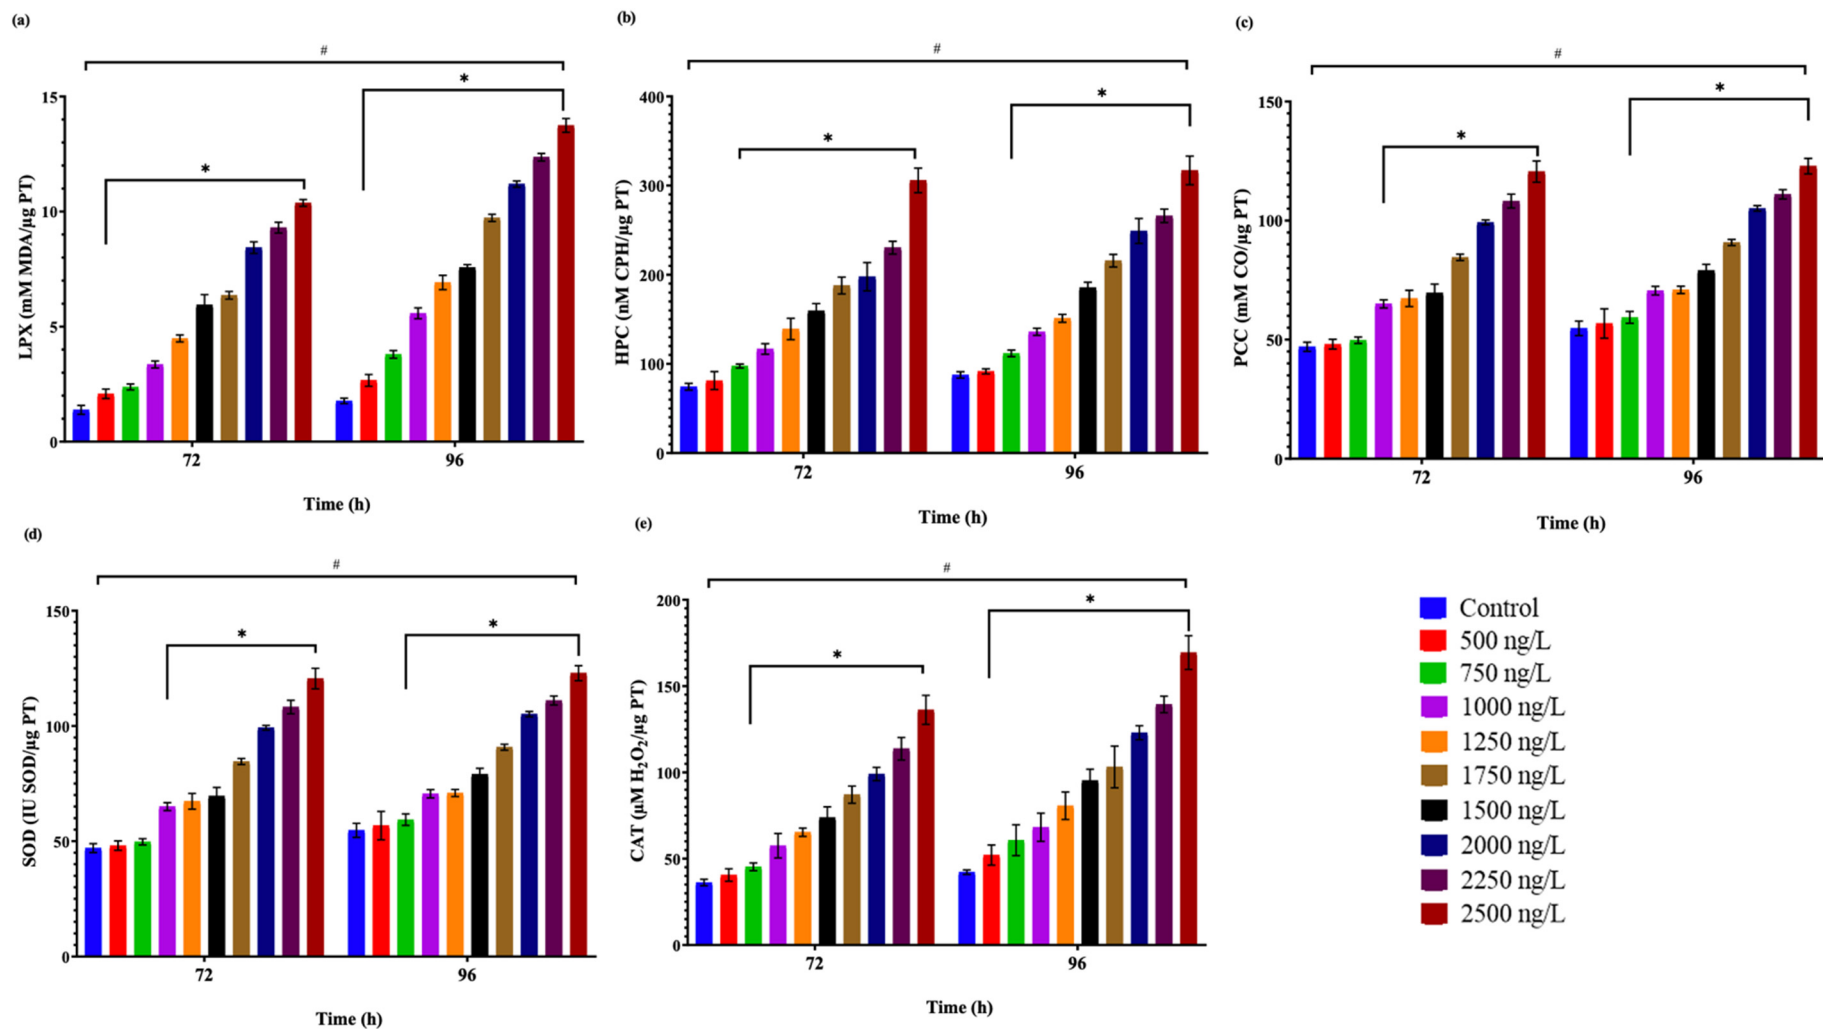 (a)
#
*
*
LPX (mM MDA/µg PT)
15
10
5
0
72
96
Time (h)
(b)
#
*
*
HPC (nM CPH/µg PT)
400
300
200
100
0
72
96
Time (h)
(c)
#
*
*
PCC (mM CO/µg PT)
150
100
50
0
72
96
Time (h)
(d)
#
*
*
SOD (IU SOD/µg PT)
150
100
50
0
72
96
Time (h)
(e)
#
*
*
CAT (µM H₂O₂/µg PT)
200
150
100
50
0
72
96
Time (h)
Control
500 ng/L
750 ng/L
1000 ng/L
1250 ng/L
1750 ng/L
1500 ng/L
2000 ng/L
2250 ng/L
2500 ng/L